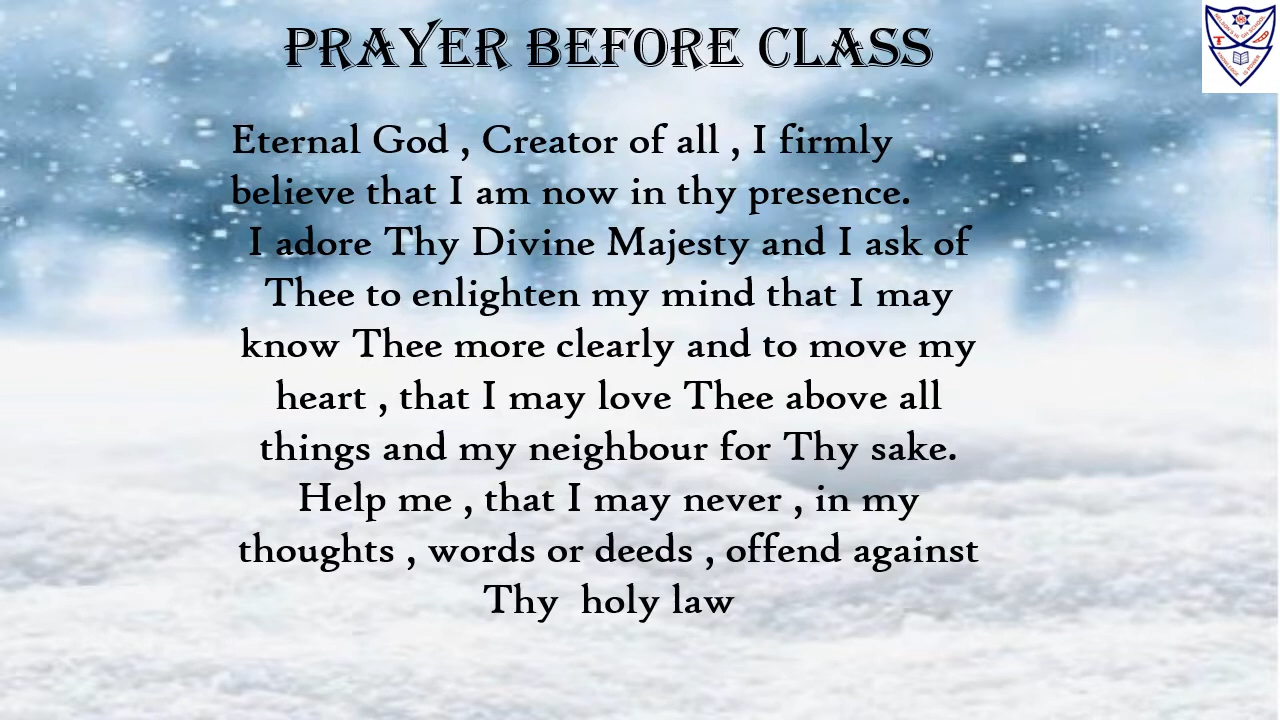 PRAYER BEFORE CLASS
Eternal God , Creator of all , I firmly
believe that I am now in thy presence.
I adore Thy Divine Majesty and I ask of
Thee to enlighten my mind that I may
know Thee more clearly and to move my
heart , that I may love Thee above all
things and my neighbour for Thy sake.
Help me , that I may never , in my
thoughts , words or deeds , offend against
Thy  holy law